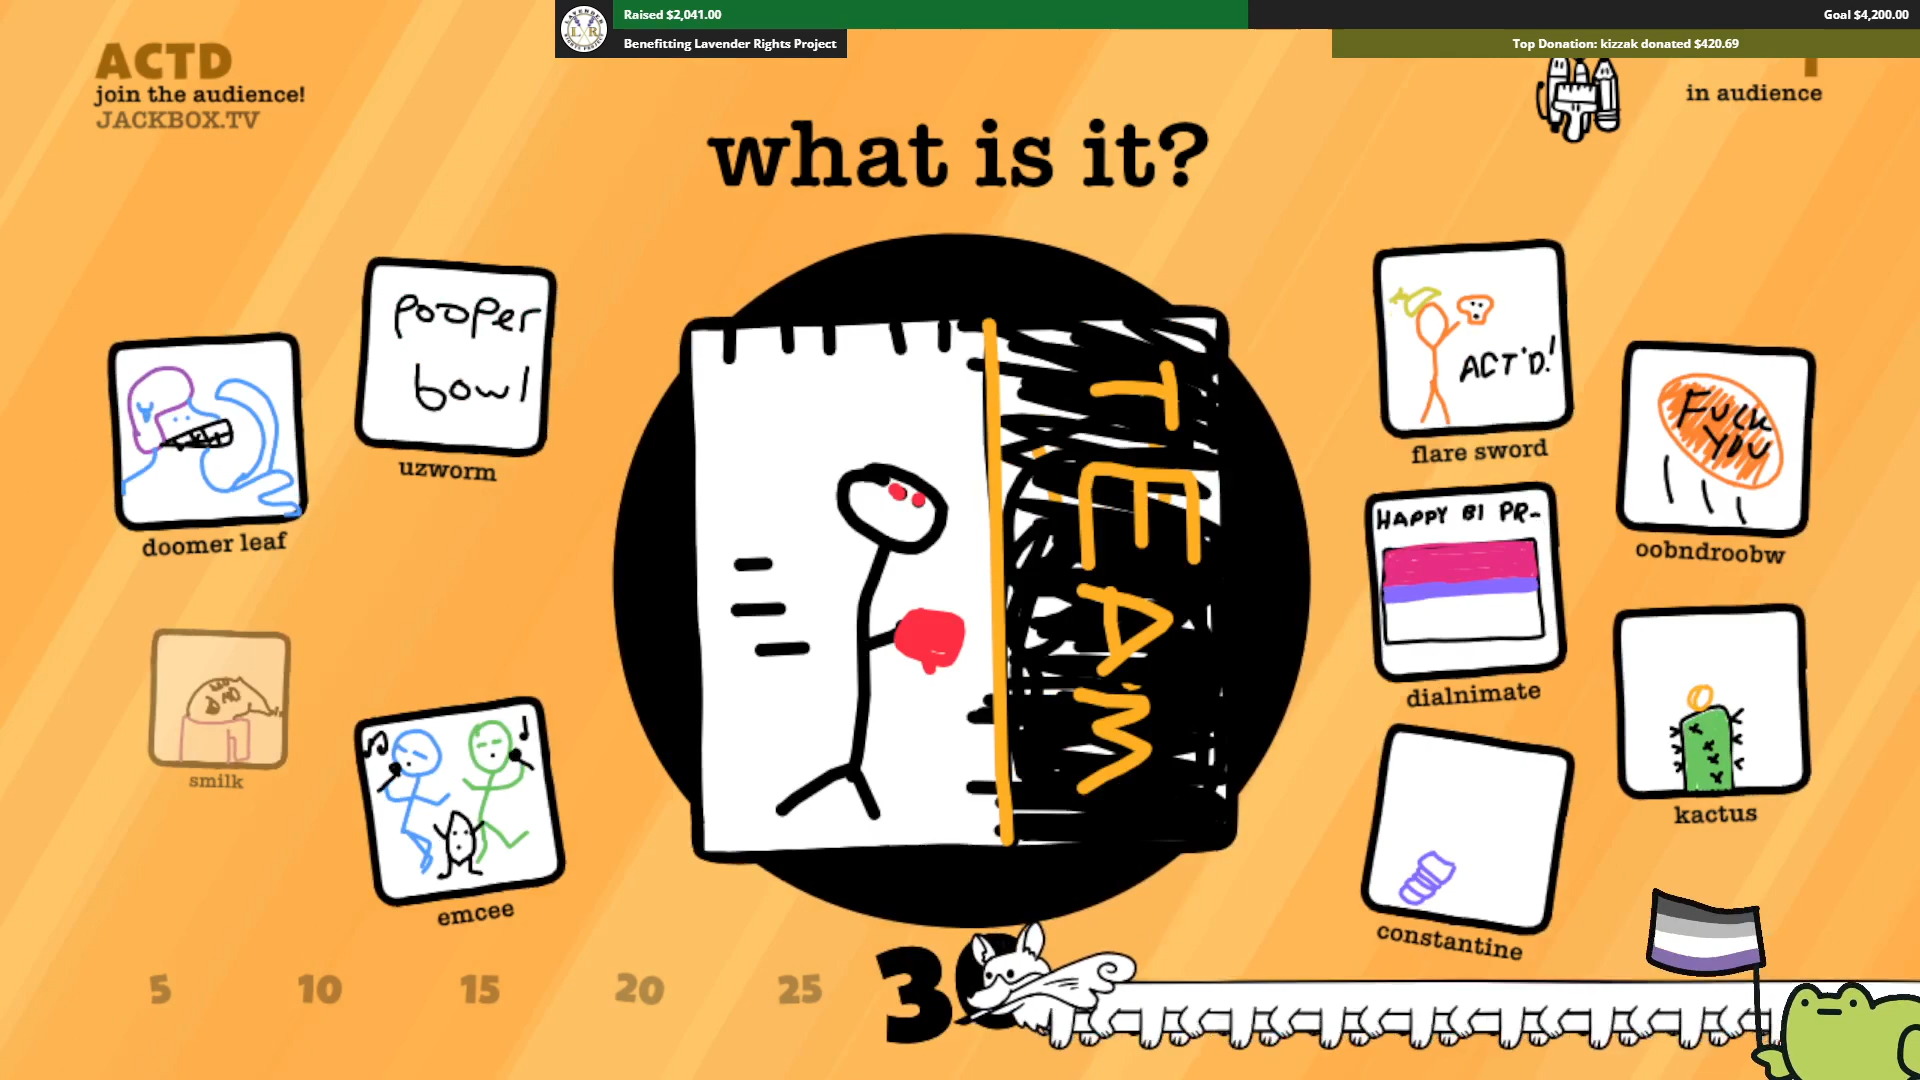 Raised $2,041.00
Goal $4,200.00
Benefitting Lavender Rights Project
Top Donation: kizzak donated $420.69
ACTD
join the audience!
JACKBOX.TV
in audience
what is it?
pooper
bowl
uzworm
doomer leaf
DAD
smilk
emcee
TEAM
ACT'D!
flare sword
FUCK
YOU
oobndroobw
HAPPY BI PR-
dialnimate
kactus
constantine
5 10 15 20 25 30